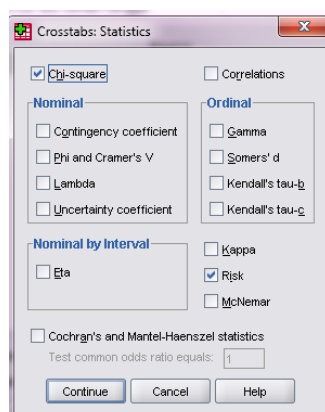 Crosstabs: Statistics
Chi-square
Correlations
Nominal
Ordinal
Contingency coefficient
Gamma
Phi and Cramer's V
Somers' d
Lambda
Kendall's tau-b
Uncertainty coefficient
Kendall's tau-c
Nominal by Interval
Kappa
Eta
Risk
McNemar
Cochran's and Mantel-Haenszel statistics
Test common odds ratio equals: 1
Continue Cancel Help